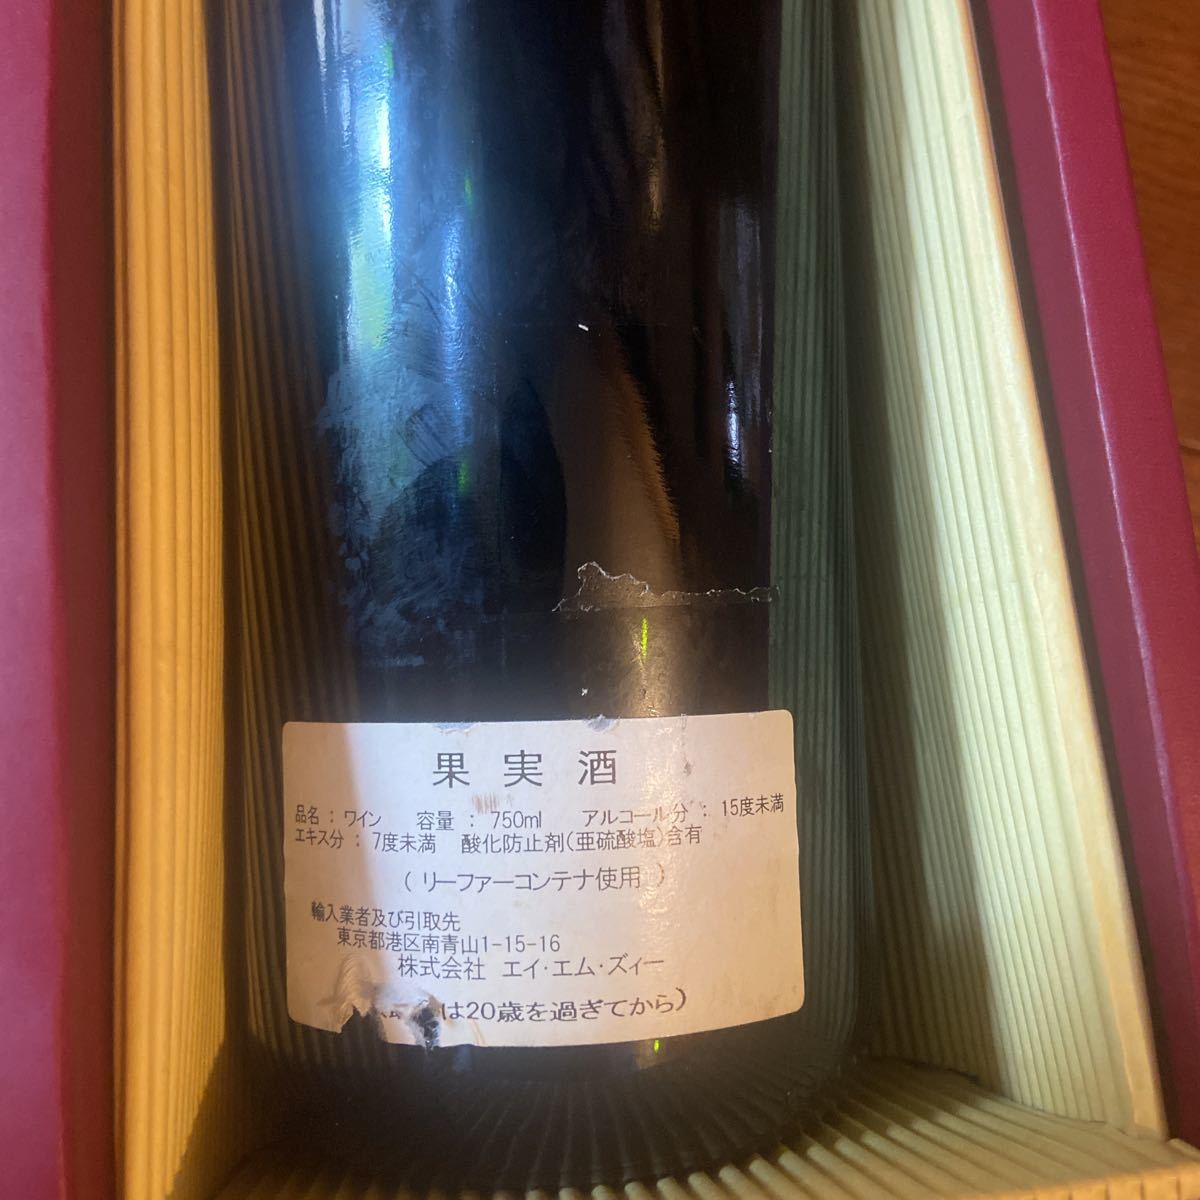 果実酒
品名：ワイン 容量：750ml アルコール分：15度未満
エキス分：7度未満 酸化防止剤(亜硫酸塩)含有
(リーファーコンテナ使用)
輸入業者及び引取先
東京都港区南青山1-15-16
株式会社 エイ・エム・ズィー
は20歳を過ぎてから)